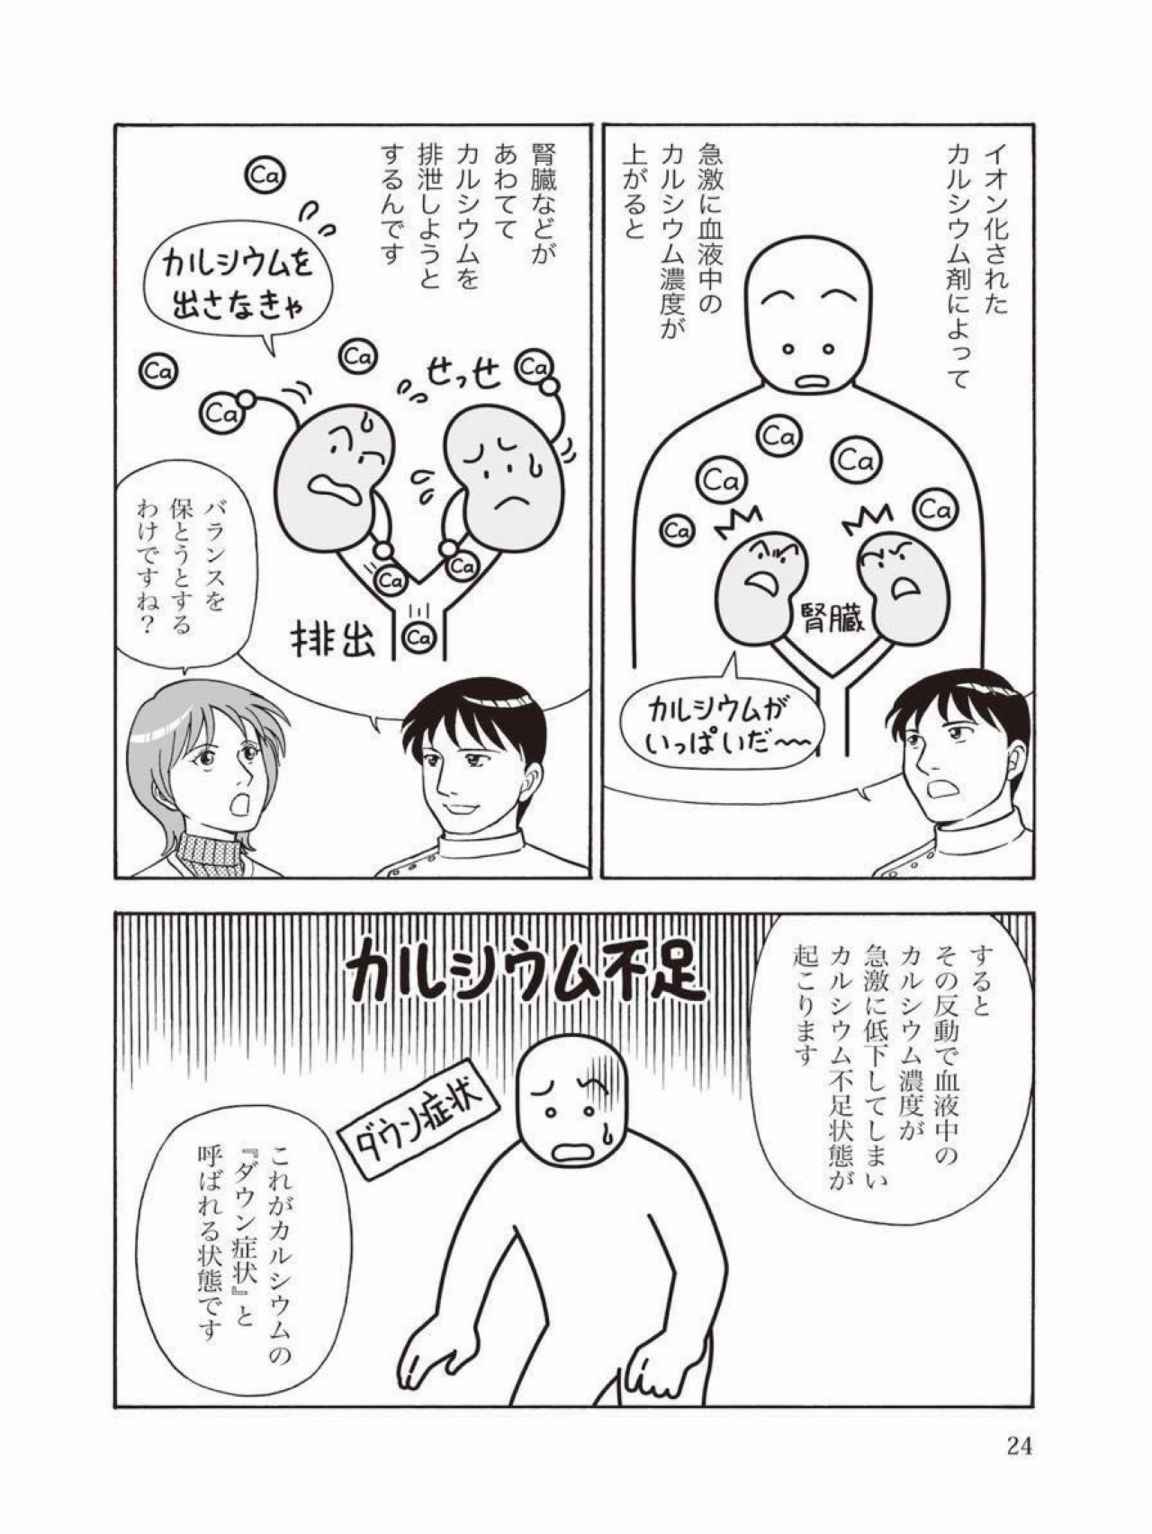 イオン化された
カルシウム剤によって
急激に血液中の
カルシウム濃度が
上がると
Ca
Ca
Ca
Ca
Ca
腎臓
カルシウムが
いっぱいだ〜〜
腎臓などが
あわてて
カルシウムを
排泄しようと
するんです
Ca
カルシウムを
出さなきゃ
Ca
Ca
せっせ
Ca
Ca
Ca
Ca
排出
Ca
バランスを
保とうとする
わけですね？
すると
その反動で血液中の
カルシウム濃度が
急激に低下してしまい
カルシウム不足状態が
起こります
カルシウム不足
ダウン症状
これがカルシウムの
『ダウン症状』と
呼ばれる状態です
24